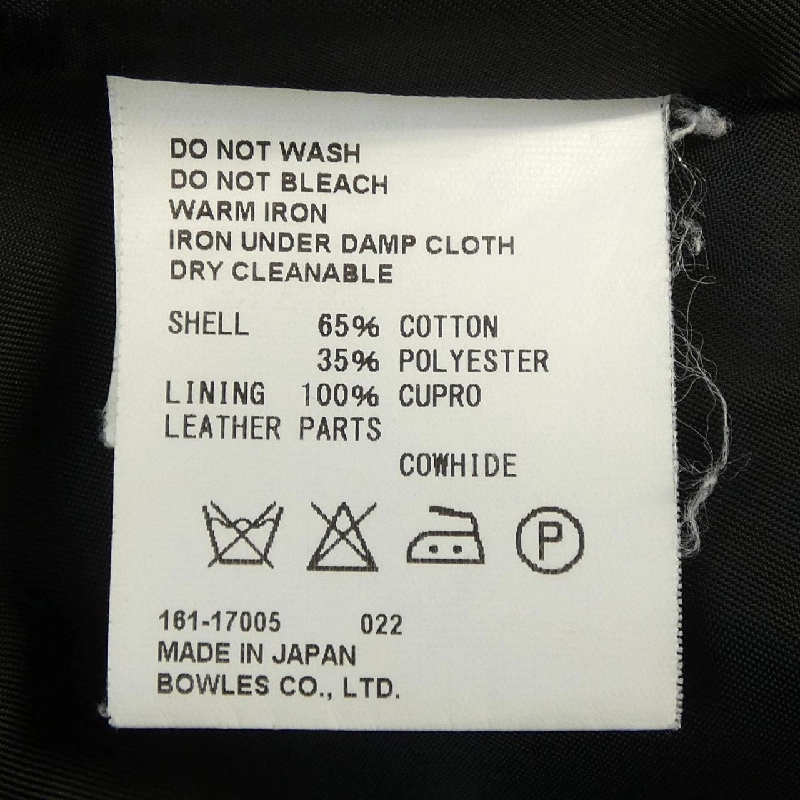 DO NOT WASH
DO NOT BLEACH
WARM IRON
IRON UNDER DAMP CLOTH
DRY CLEANABLE
SHELL 65% COTTON
35% POLYESTER
LINING 100% CUPRO
LEATHER PARTS
COWHIDE
P
161-17005 022
MADE IN JAPAN
BOWLES CO., LTD.